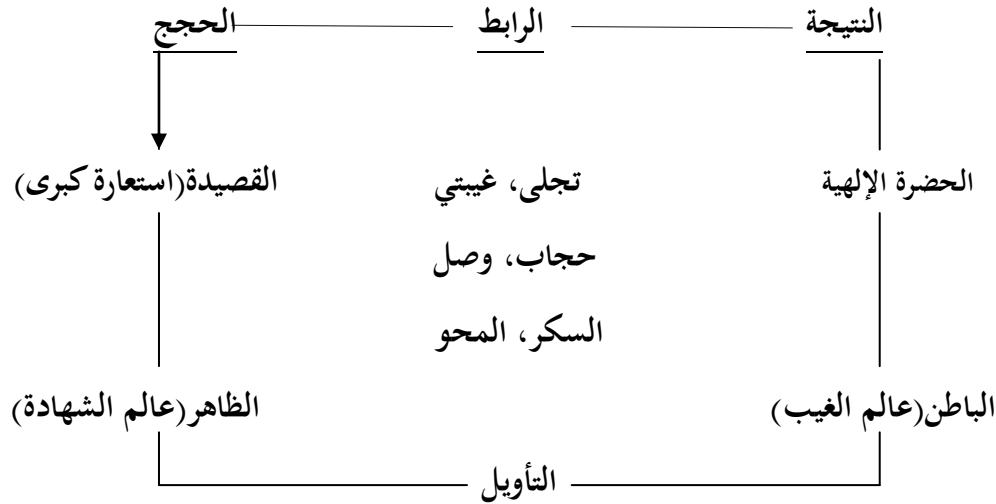 النتيجة الرابط الحجج
الحضرة الإلهية تجلى، غيبتي القصيدة(استعارة كبرى)
حجاب، وصل
السكر، المحو
الباطن(عالم الغيب) الظاهر(عالم الشهادة)
التأويل